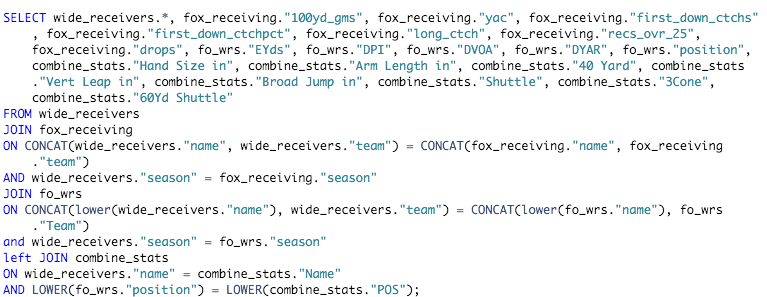 SELECT wide_receivers.*, fox_receiving."100yd_gms", fox_receiving."yac", fox_receiving."first_down_ctchs"
, fox_receiving."first_down_ctchpct", fox_receiving."long_ctch", fox_receiving."recs_ovr_25",
fox_receiving."drops", fo_wrs."EYds", fo_wrs."DPI", fo_wrs."DVOA", fo_wrs."DYAR", fo_wrs."position",
combine_stats."Hand Size in", combine_stats."Arm Length in", combine_stats."40 Yard", combine_stats
."Vert Leap in", combine_stats."Broad Jump in", combine_stats."Shuttle", combine_stats."3Cone",
combine_stats."60Yd Shuttle"
FROM wide_receivers
JOIN fox_receiving
ON CONCAT(wide_receivers."name", wide_receivers."team") = CONCAT(fox_receiving."name", fox_receiving
."team")
AND wide_receivers."season" = fox_receiving."season"
JOIN fo_wrs
ON CONCAT(lower(wide_receivers."name"), wide_receivers."team") = CONCAT(lower(fo_wrs."name"), fo_wrs
."Team")
and wide_receivers."season" = fo_wrs."season"
left JOIN combine_stats
ON wide_receivers."name" = combine_stats."Name"
AND LOWER(fo_wrs."position") = LOWER(combine_stats."POS");